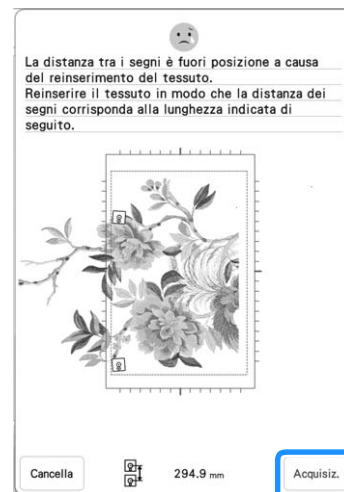 La distanza tra i segni è fuori posizione a causa
del reinserimento del tessuto.
Reinserire il tessuto in modo che la distanza dei
segni corrisponda alla lunghezza indicata di
seguito.
Cancella
294.9 mm
Acquisiz.